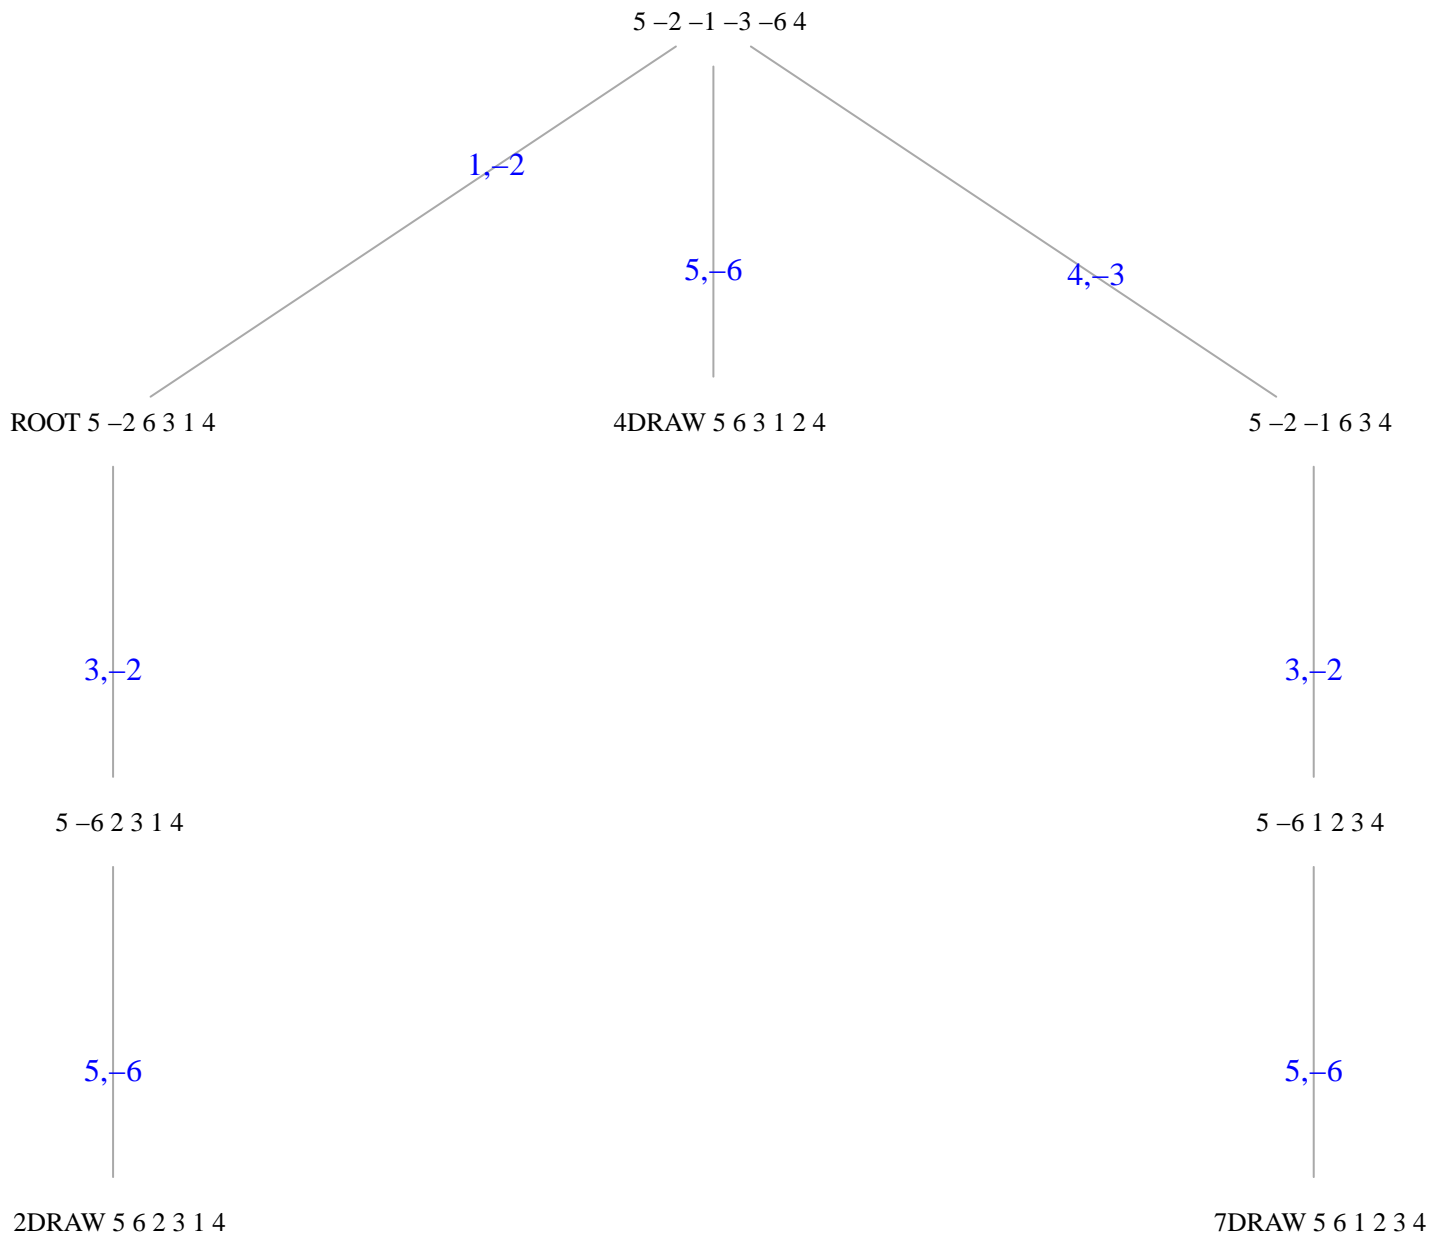 5 –2 –1 –3 –6 4
1,–2
5,–6
4,–3
ROOT 5 –2 6 3 1 4
4DRAW 5 6 3 1 2 4
5 –2 –1 6 3 4
3,–2
3,–2
5 –6 2 3 1 4
5 –6 1 2 3 4
5,–6
5,–6
2DRAW 5 6 2 3 1 4
7DRAW 5 6 1 2 3 4